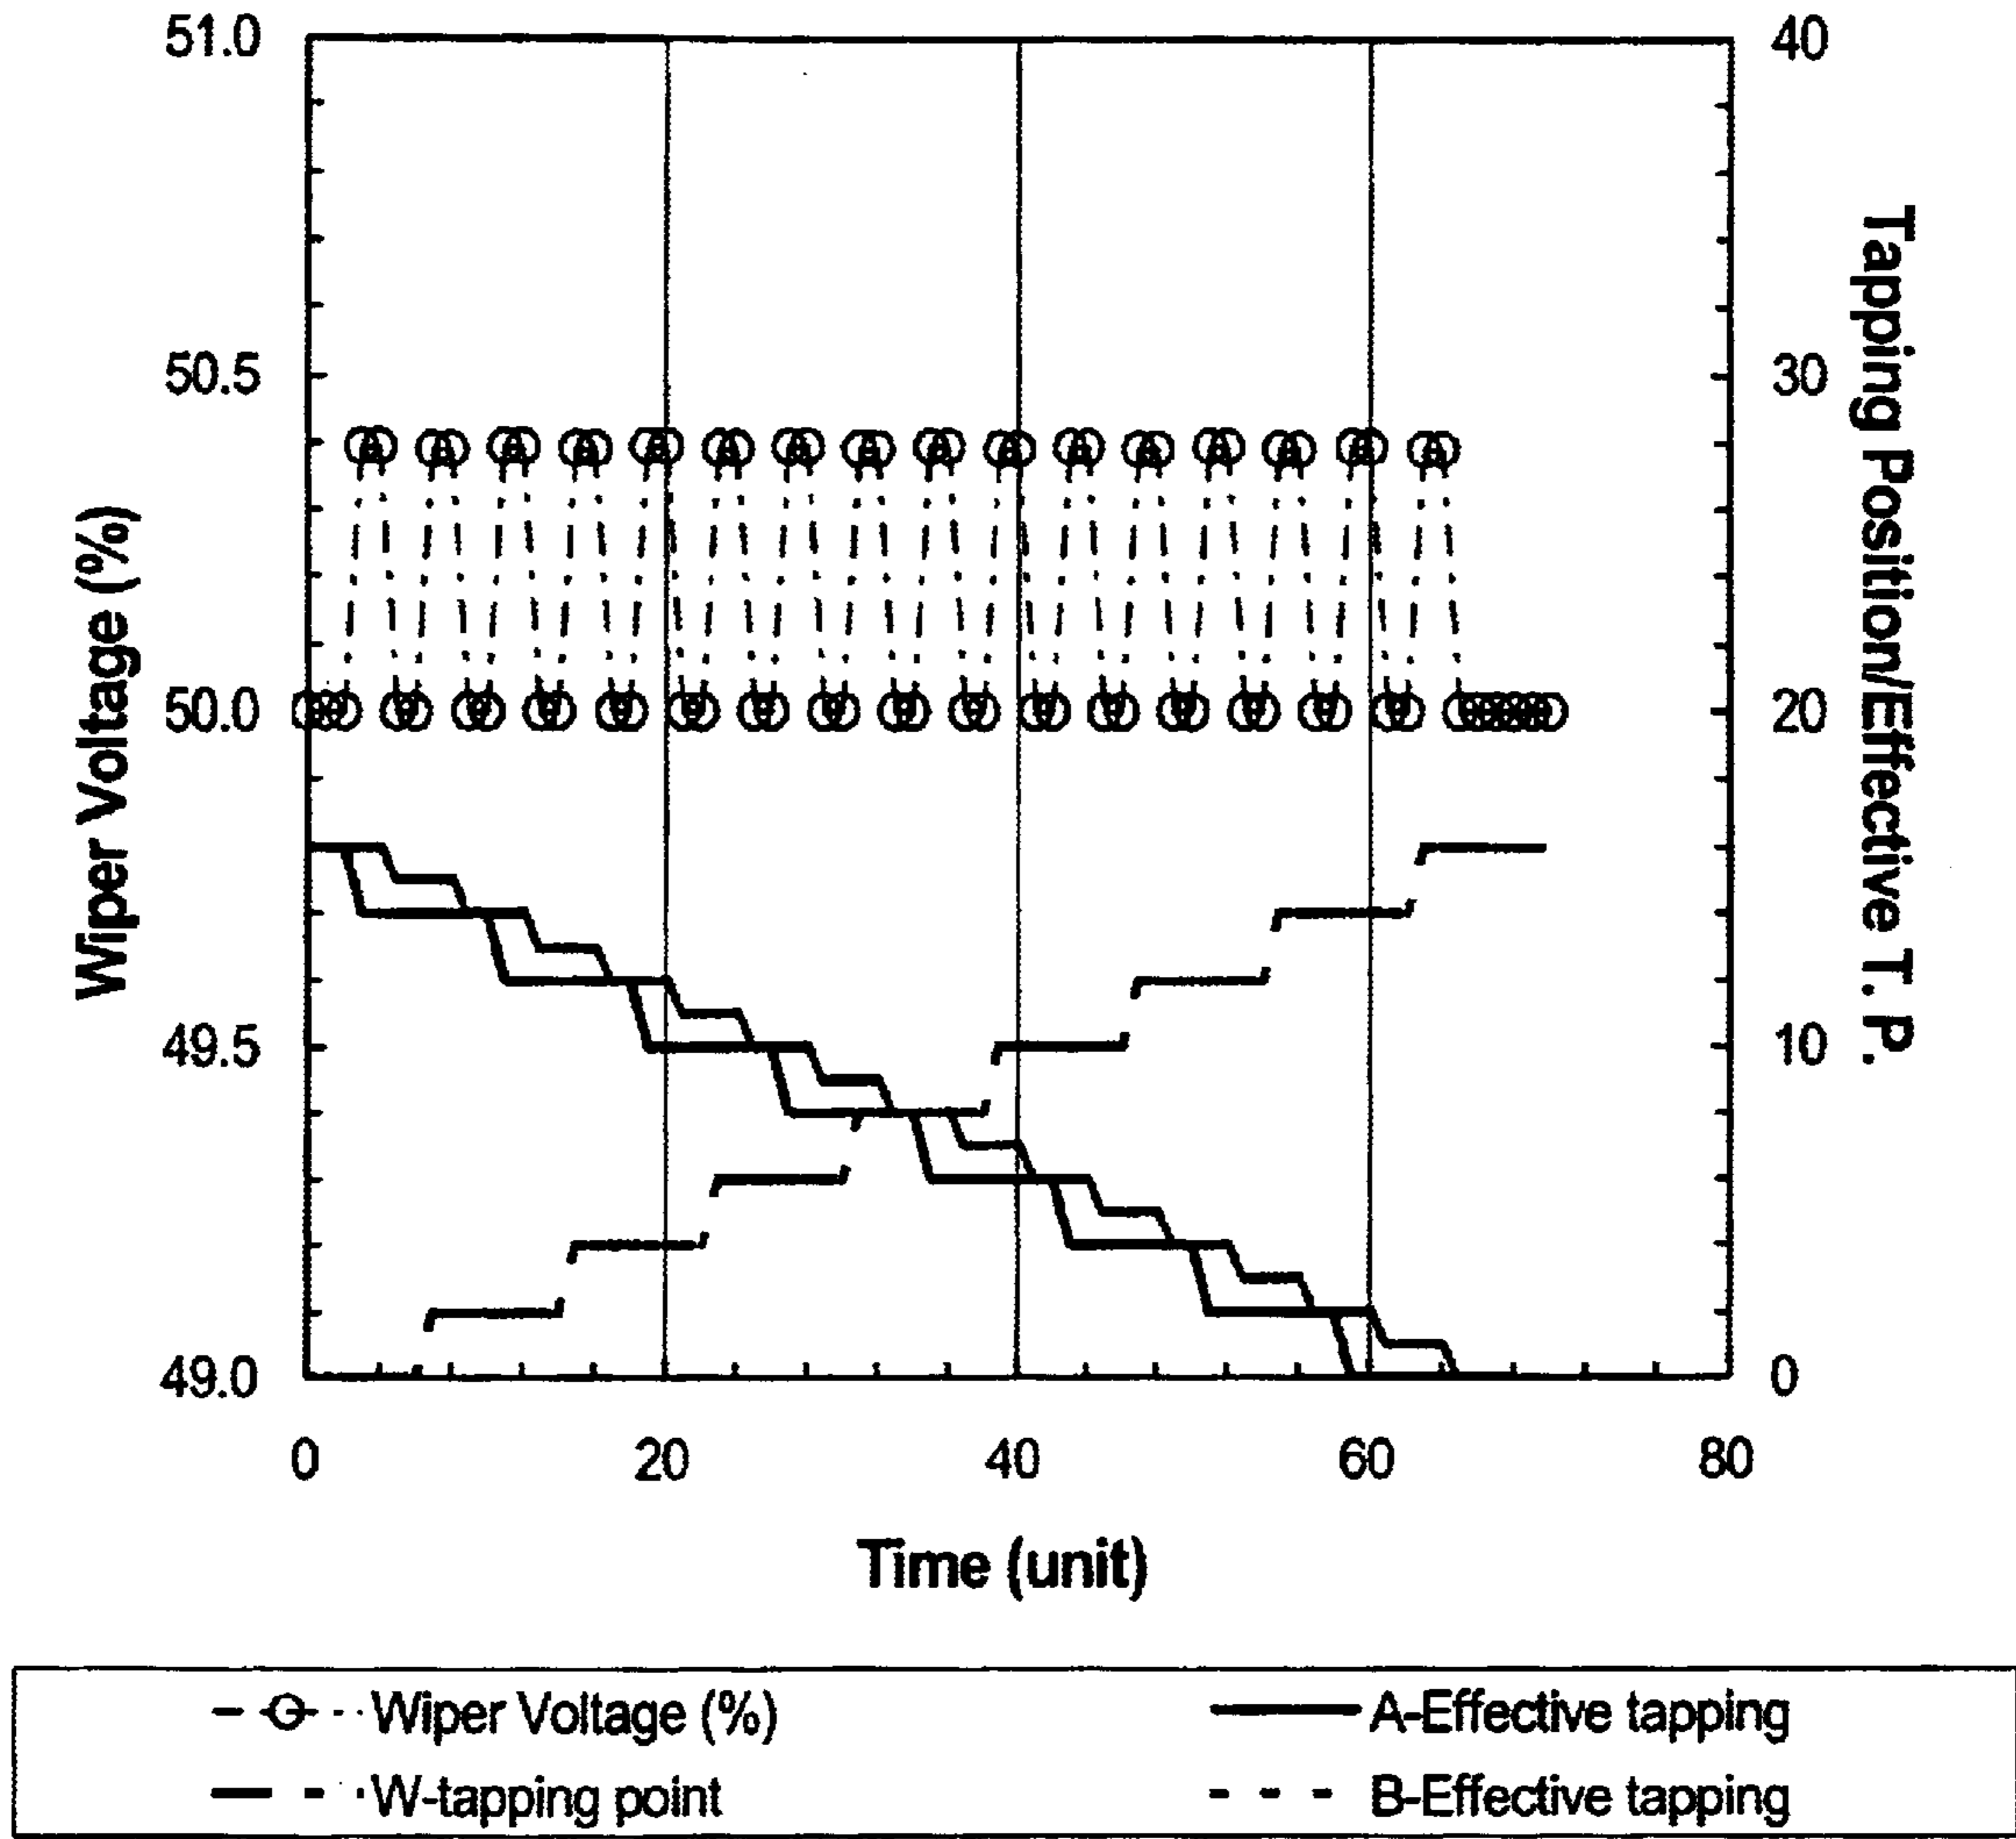 51.0
50.5
50.0
49.5
49.0
Wiper Voltage (%)
40
30
20
10
0
Tapping Position/Effective T. P.
0 20 40 60 80
Time (unit)
Wiper Voltage (%)
A-Effective tapping
W-tapping point
B-Effective tapping